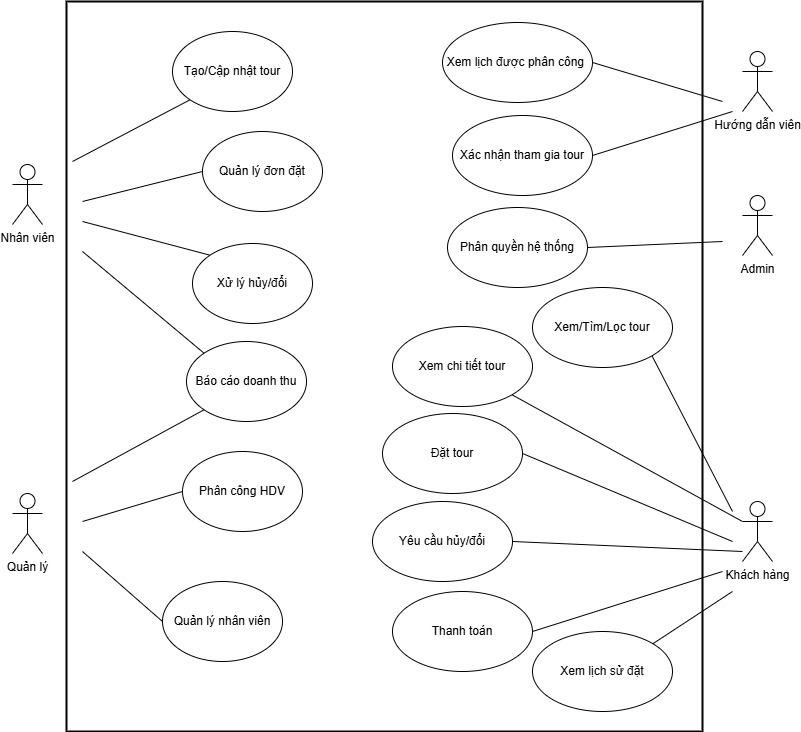 Tạo/Cập nhật tour
Quản lý đơn đặt
Nhân viên
Xử lý hủy/đổi
Báo cáo doanh thu
Phân công HDV
Quản lý
Quản lý nhân viên
Xem lịch được phân công
Hướng dẫn viên
Xác nhận tham gia tour
Phân quyền hệ thống
Admin
Xem/Tìm/Lọc tour
Xem chi tiết tour
Đặt tour
Yêu cầu hủy/đổi
Khách hàng
Thanh toán
Xem lịch sử đặt